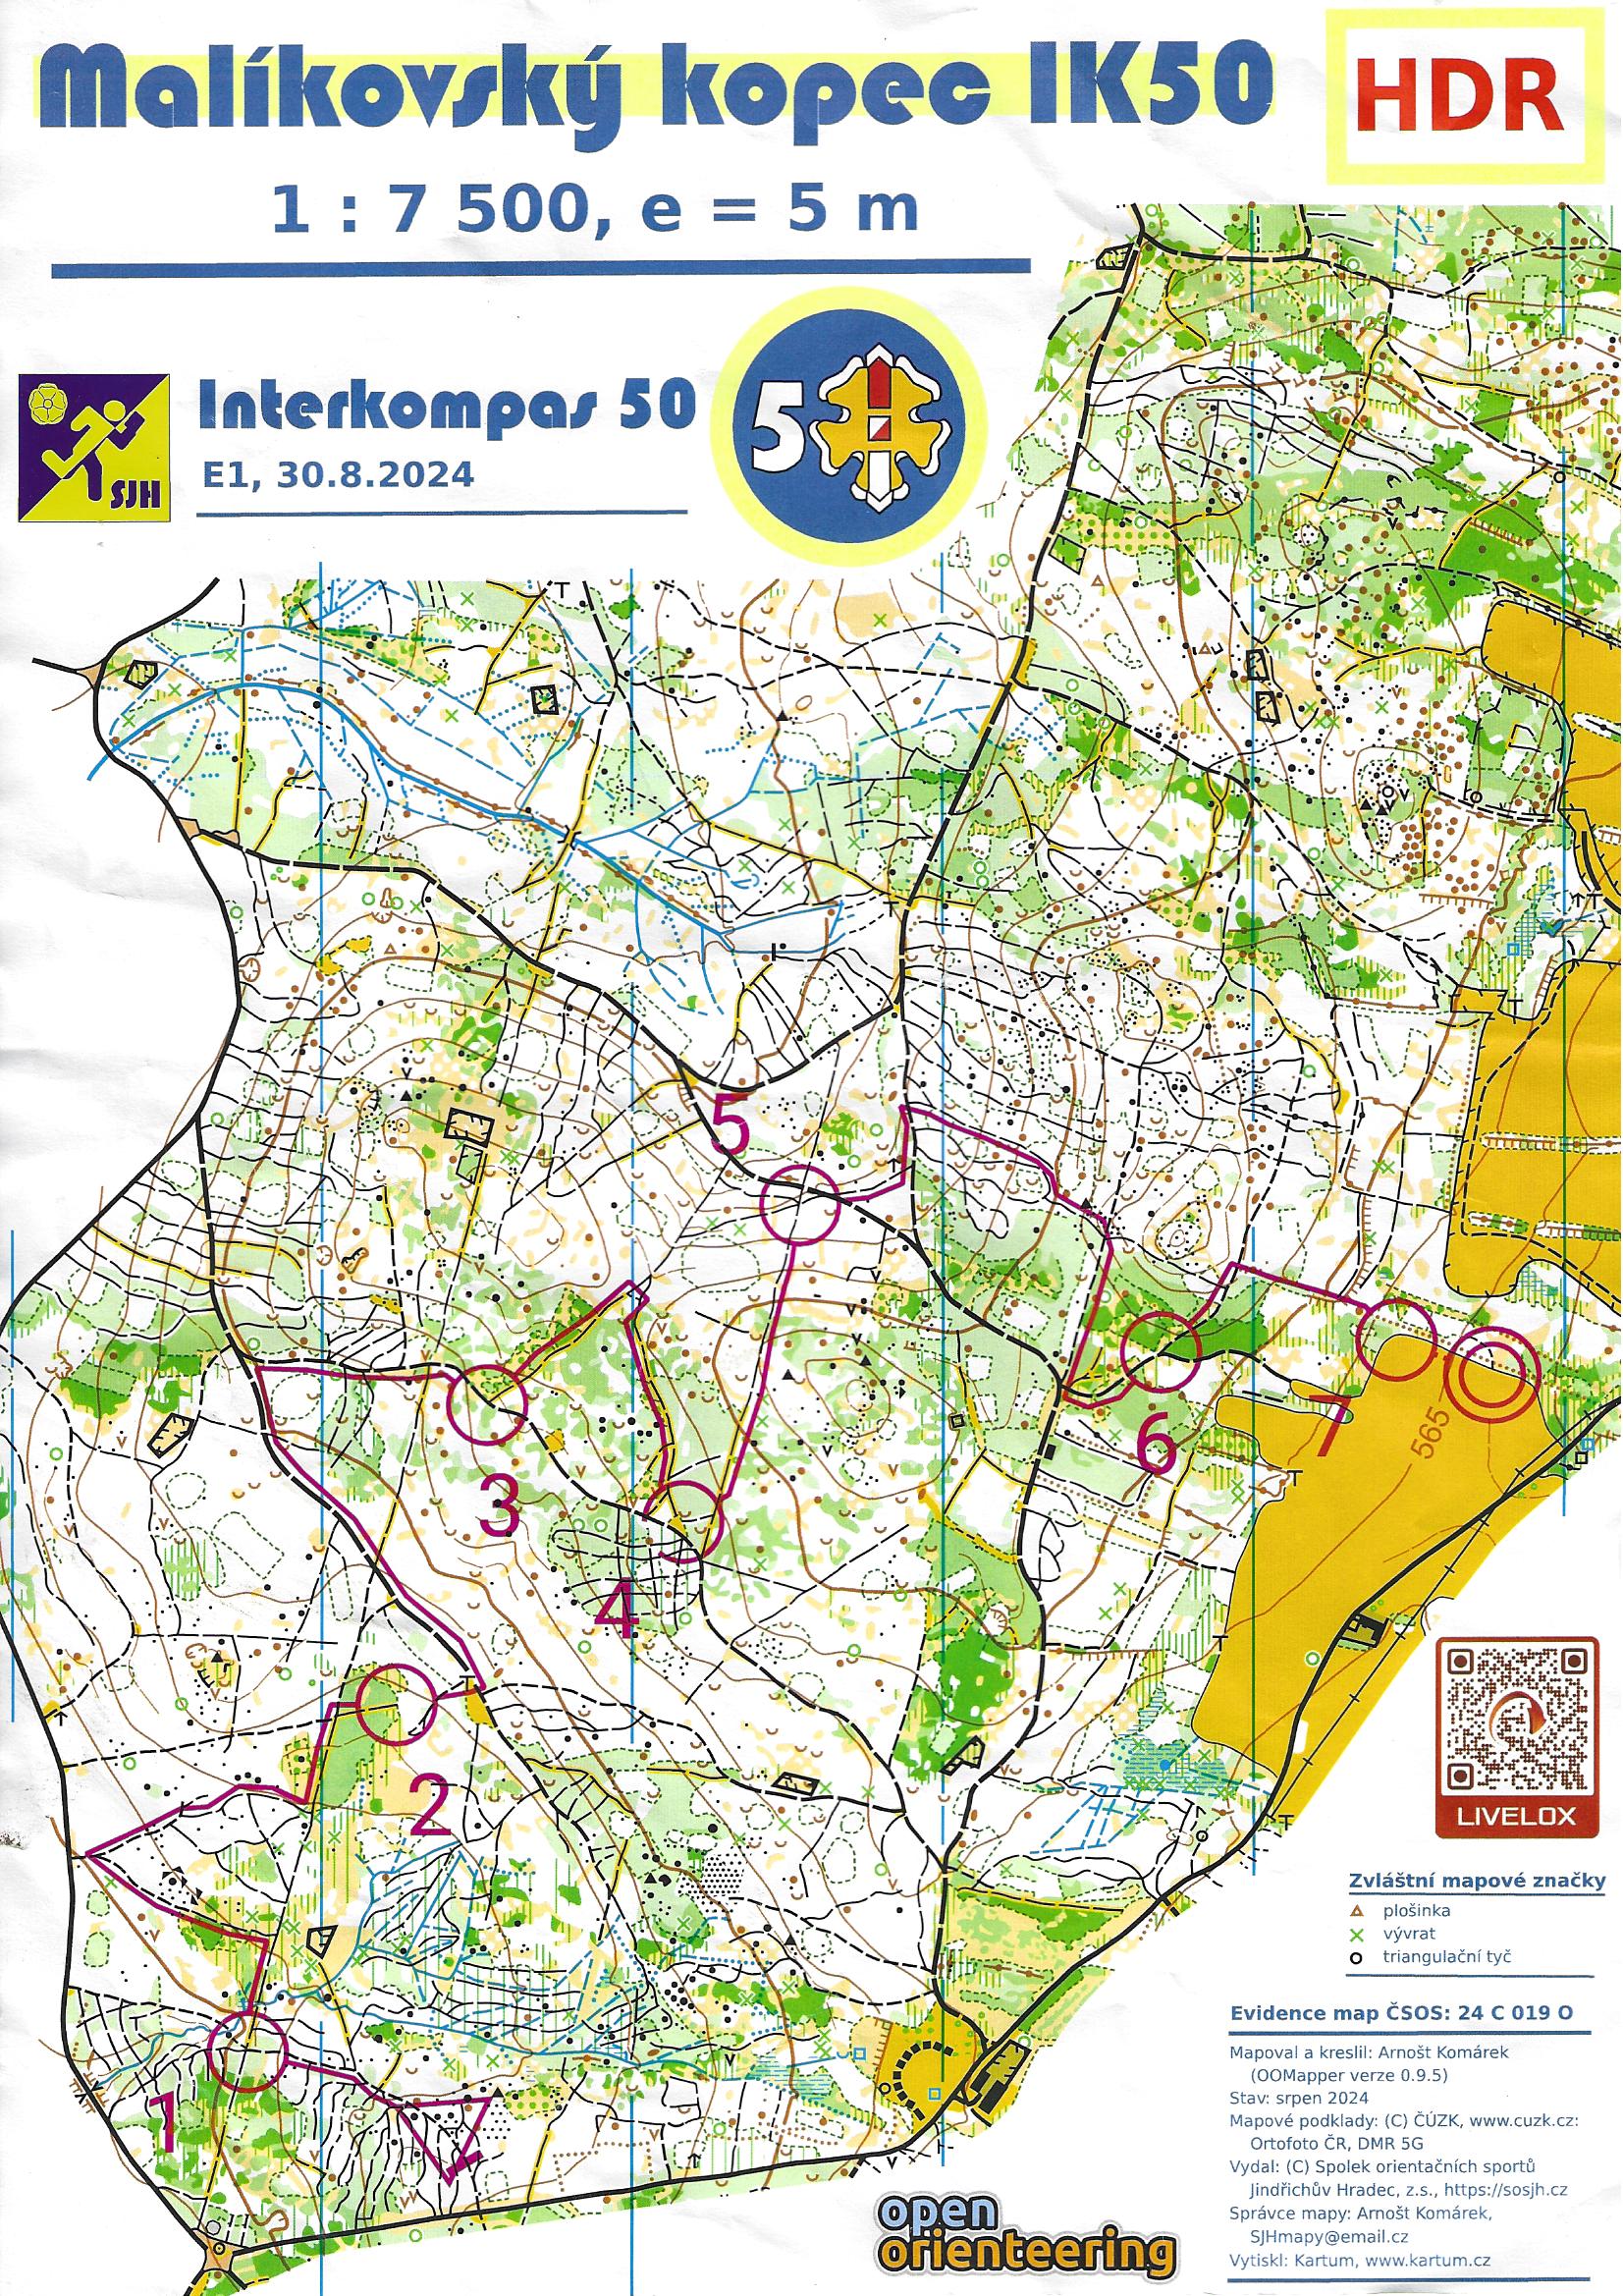 Malíkovský kopec IK50
HDR
1 : 7 500, e = 5 m
Interkompas 50
E1, 30.8.2024
SJH
5
5
6
7
565
3
4
2
1
LIVELOX
Zvláštní mapové značky
plošinka
vývrat
triangulační tyč
Evidence map ČSOS: 24 C 019 O
Mapoval a kreslil: Arnošt Komárek
(OOMapper verze 0.9.5)
Stav: srpen 2024
Mapové podklady: (C) ČÚZK, www.cuzk.cz:
Ortofoto ČR, DMR 5G
Vydal: (C) Spolek orientačních sportů
Jindřichův Hradec, z.s., https://sosjh.cz
Správce mapy: Arnošt Komárek,
SJHmapy@email.cz
Vytiskl: Kartum, www.kartum.cz
open
orienteering